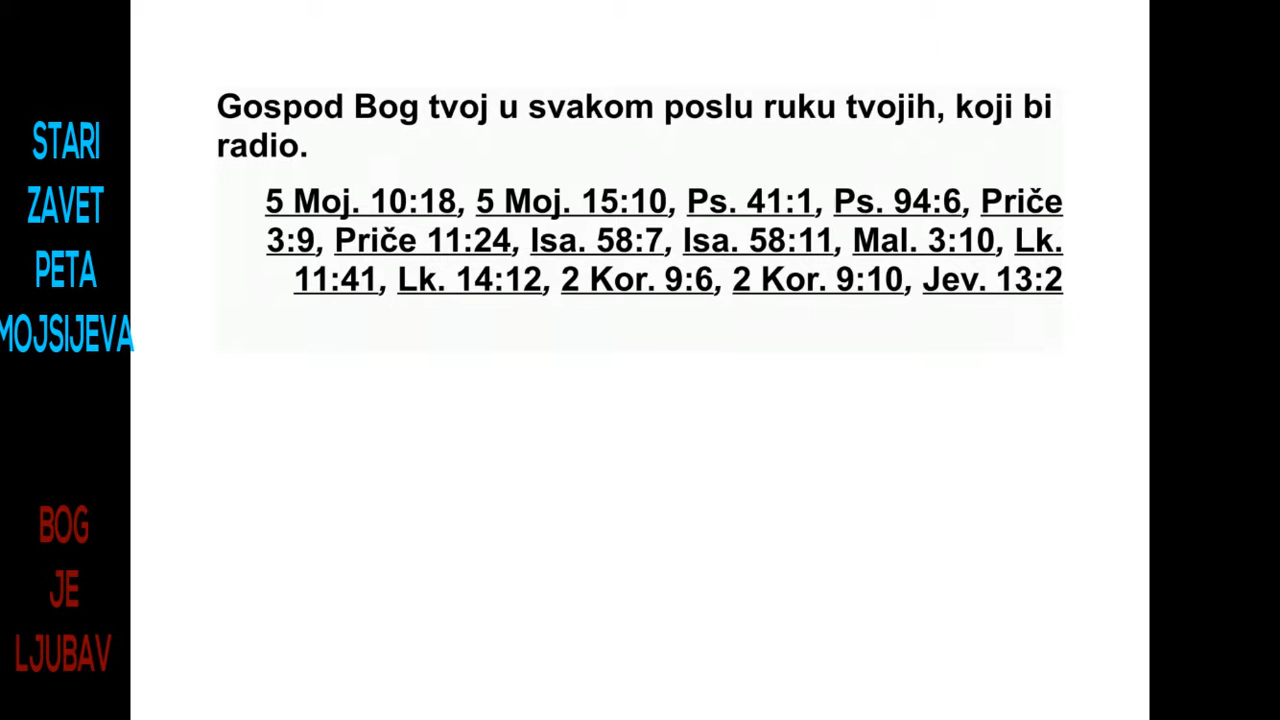 STARI
ZAVET
PETA
MOJSIJEVA
BOG
JE
LJUBAV
Gospod Bog tvoj u svakom poslu ruku tvojih, koji bi
radio.
5 Moj. 10:18, 5 Moj. 15:10, Ps. 41:1, Ps. 94:6, Priče
3:9, Priče 11:24, Isa. 58:7, Isa. 58:11, Mal. 3:10, Lk.
11:41, Lk. 14:12, 2 Kor. 9:6, 2 Kor. 9:10, Jev. 13:2